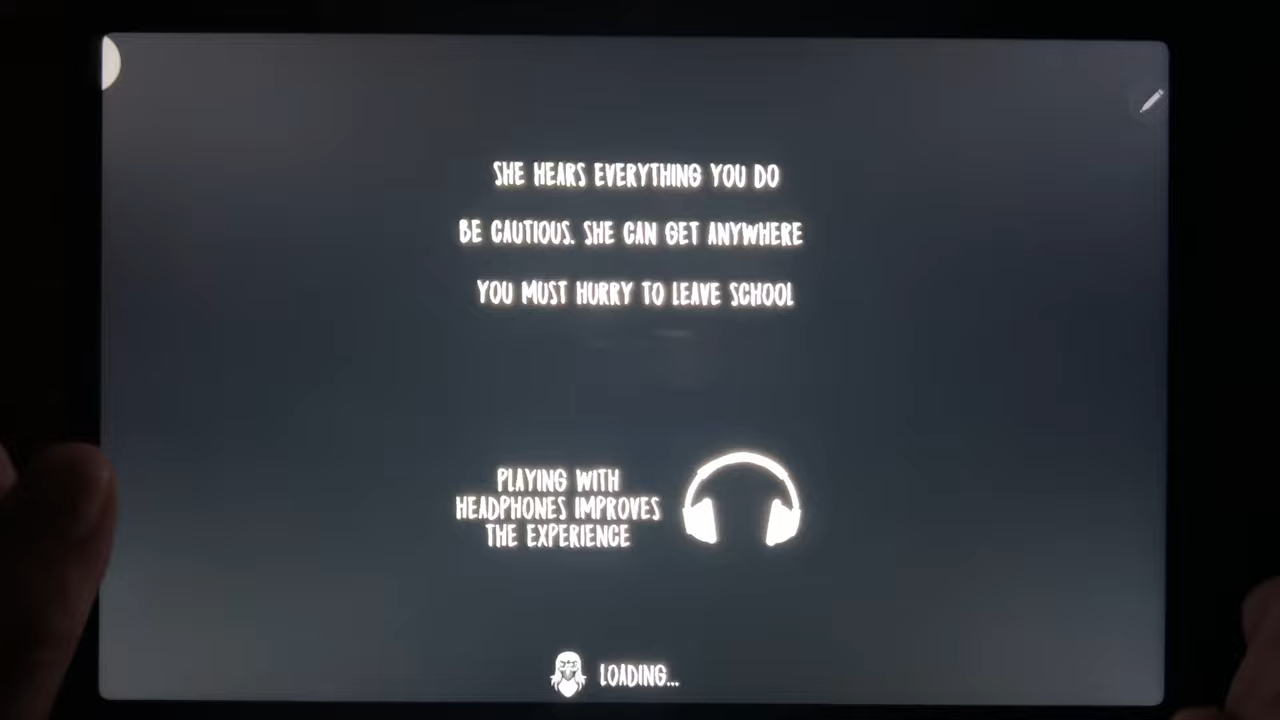 SHE HEARS EVERYTHING YOU DO
BE CAUTIOUS. SHE CAN GET ANYWHERE
YOU MUST HURRY TO LEAVE SCHOOL
PLAYING WITH
HEADPHONES IMPROVES
THE EXPERIENCE
LOADING...